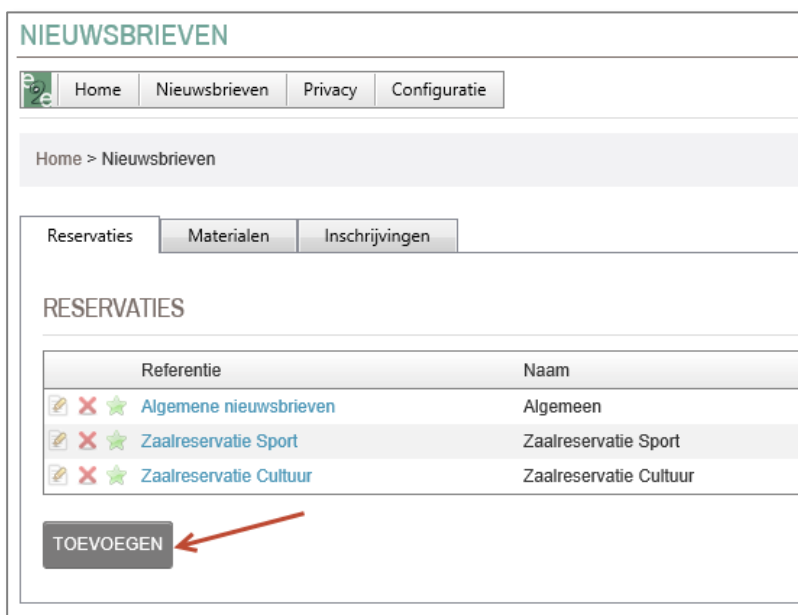 NIEUWSBRIEVEN
e2e Home Nieuwsbrieven Privacy Configuratie
Home > Nieuwsbrieven
Reservaties Materialen Inschrijvingen
RESERVATIES
Referentie Naam
Algemene nieuwsbrieven Algemeen
Zaalreservatie Sport Zaalreservatie Sport
Zaalreservatie Cultuur Zaalreservatie Cultuur
TOEVOEGEN